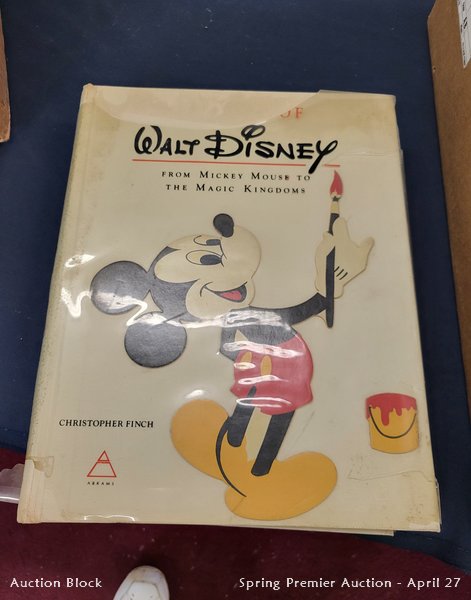 OF
WALT DISNEY
FROM MICKEY MOUSE TO
THE MAGIC KINGDOMS
CHRISTOPHER FINCH
ABRAMS
Auction Block
Spring Premier Auction - April 27